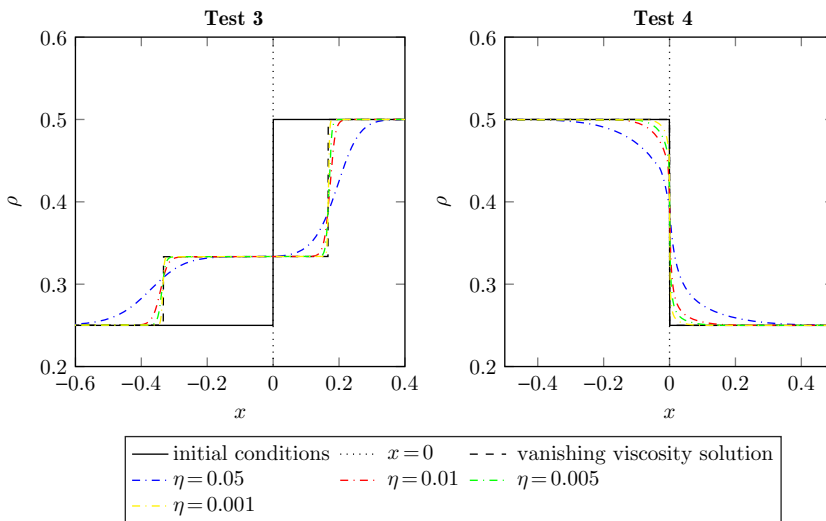 Test 3
Test 4
0.6
0.5
0.4
0.3
0.2
ρ
−0.6
−0.4
−0.2
0
0.2
0.4
x
0.6
0.5
0.4
0.3
0.2
ρ
−0.4
−0.2
0
0.2
0.4
x
initial conditions
x = 0
vanishing viscosity solution
η = 0.05
η = 0.01
η = 0.005
η = 0.001